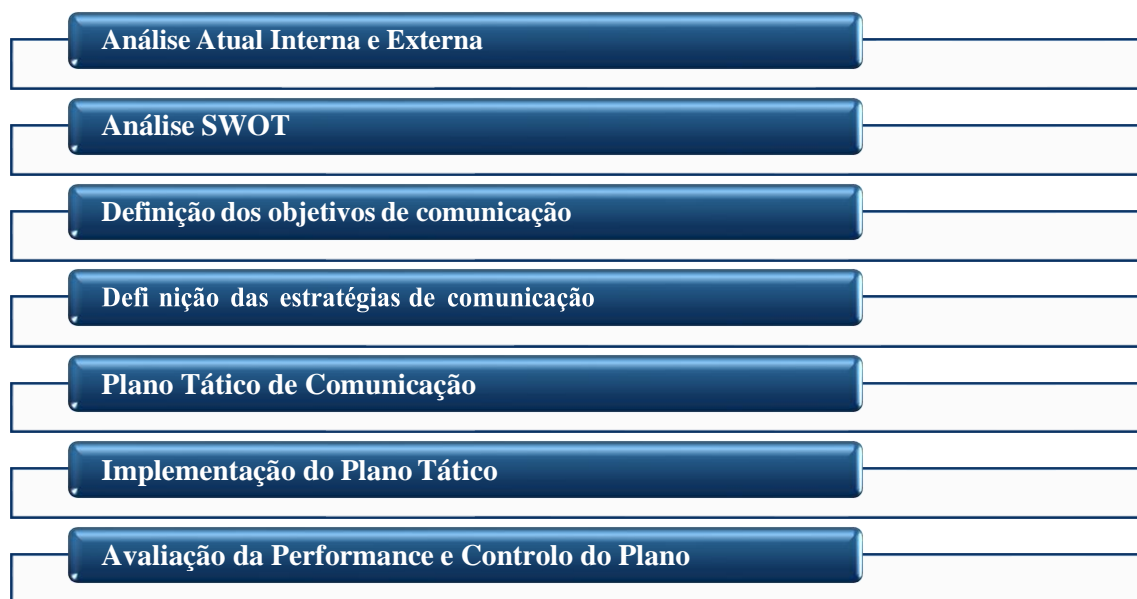 Análise Atual Interna e Externa
Análise SWOT
Definição dos objetivos de comunicação
Defi nição das estratégias de comunicação
Plano Tático de Comunicação
Implementação do Plano Tático
Avaliação da Performance e Controlo do Plano